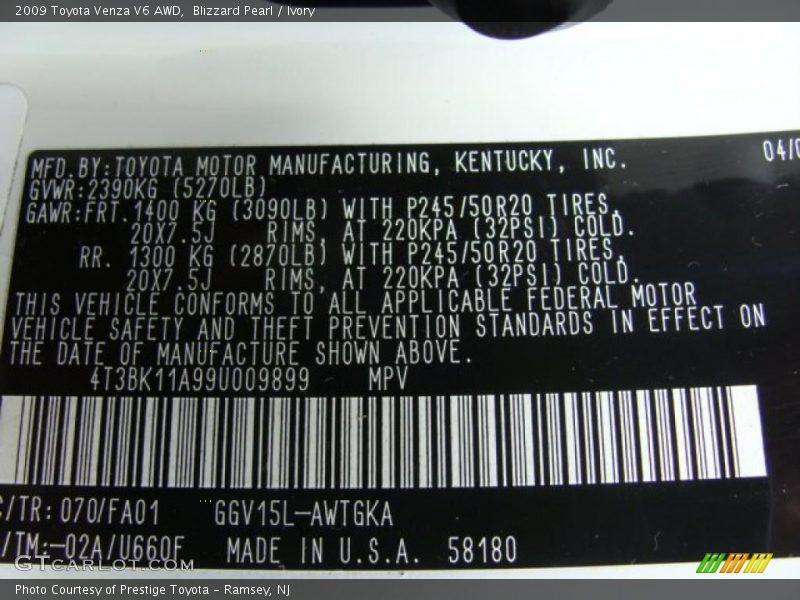 2009 Toyota Venza V6 AWD, Blizzard Pearl / Ivory
MFD.BY:TOYOTA MOTOR MANUFACTURING, KENTUCKY, INC. 04/0
GVWR:2390KG (5270LB)
GAWR:FRT.1400 KG (3090LB) WITH P245/50R20 TIRES,
20X7.5J RIMS, AT 220KPA (32PSI) COLD.
RR. 1300 KG (2870LB) WITH P245/50R20 TIRES,
20X7.5J RIMS, AT 220KPA (32PSI) COLD.
THIS VEHICLE CONFORMS TO ALL APPLICABLE FEDERAL MOTOR
VEHICLE SAFETY AND THEFT PREVENTION STANDARDS IN EFFECT ON
THE DATE OF MANUFACTURE SHOWN ABOVE.
4T3BK11A99U009899 MPV
C/TR:070/FA01 GGV15L-AWTGKA
/TM:-02A/U660F MADE IN U.S.A. 58180
GTCarLot.com
Photo Courtesy of Prestige Toyota - Ramsey, NJ